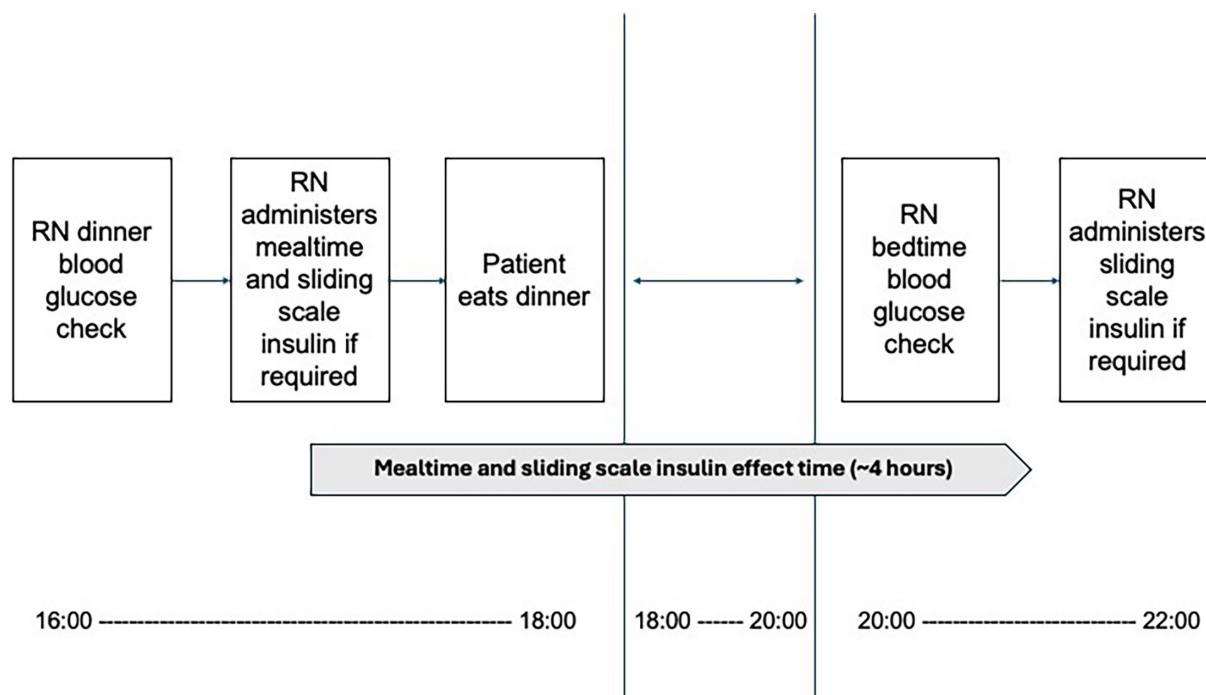 RN dinner
blood
glucose
check
RN
administers
mealtime
and sliding
scale
insulin if
required
Patient
eats dinner
RN
bedtime
blood
glucose
check
RN
administers
sliding
scale
insulin if
required
Mealtime and sliding scale insulin effect time (~4 hours)
16:00 ---------------------------------------------- 18:00
18:00 ------ 20:00
20:00 ------------------------ 22:00